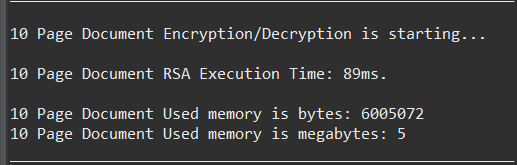 10 Page Document Encryption/Decryption is starting...
10 Page Document RSA Execution Time: 89ms.
10 Page Document Used memory is bytes: 6005072
10 Page Document Used memory is megabytes: 5